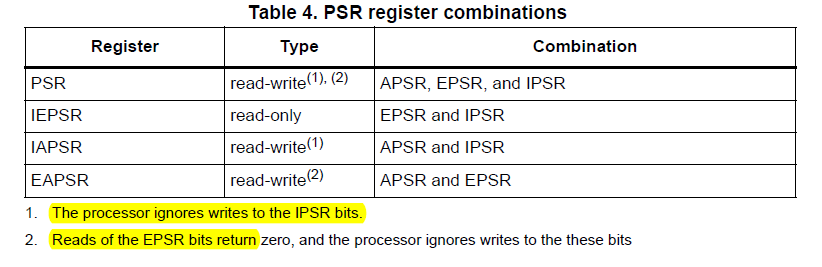 Table 4. PSR register combinations
Register Type Combination
PSR read-write(1), (2) APSR, EPSR, and IPSR
IEPSR read-only EPSR and IPSR
IAPSR read-write(1) APSR and IPSR
EAPSR read-write(2) APSR and EPSR
1. The processor ignores writes to the IPSR bits.
2. Reads of the EPSR bits return zero, and the processor ignores writes to the these bits